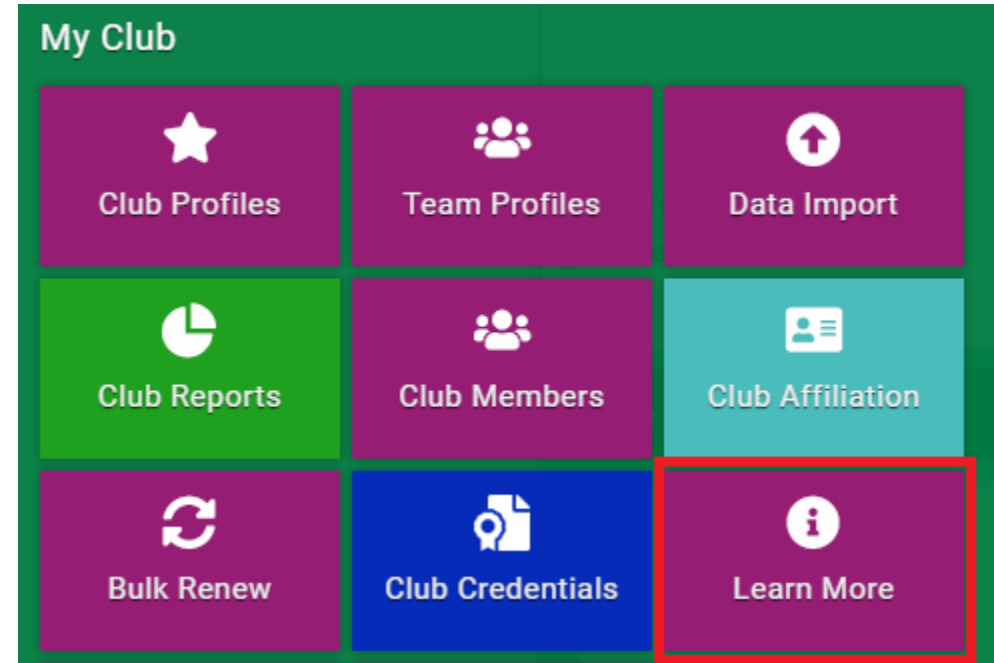 My Club
Club Profiles
Team Profiles
Data Import
Club Reports
Club Members
Club Affiliation
Bulk Renew
Club Credentials
Learn More